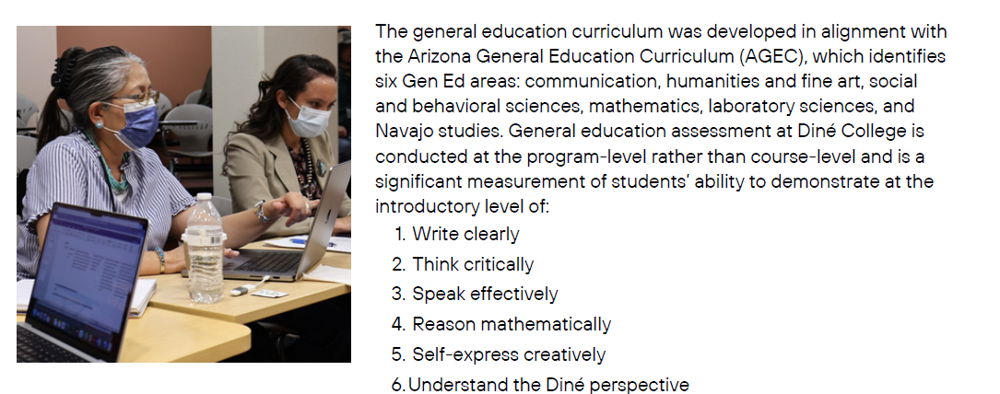 The general education curriculum was developed in alignment with
the Arizona General Education Curriculum (AGEC), which identifies
six Gen Ed areas: communication, humanities and fine art, social
and behavioral sciences, mathematics, laboratory sciences, and
Navajo studies. General education assessment at Diné College is
conducted at the program-level rather than course-level and is a
significant measurement of students' ability to demonstrate at the
introductory level of:
1. Write clearly
2. Think critically
3. Speak effectively
4. Reason mathematically
5. Self-express creatively
6. Understand the Diné perspective